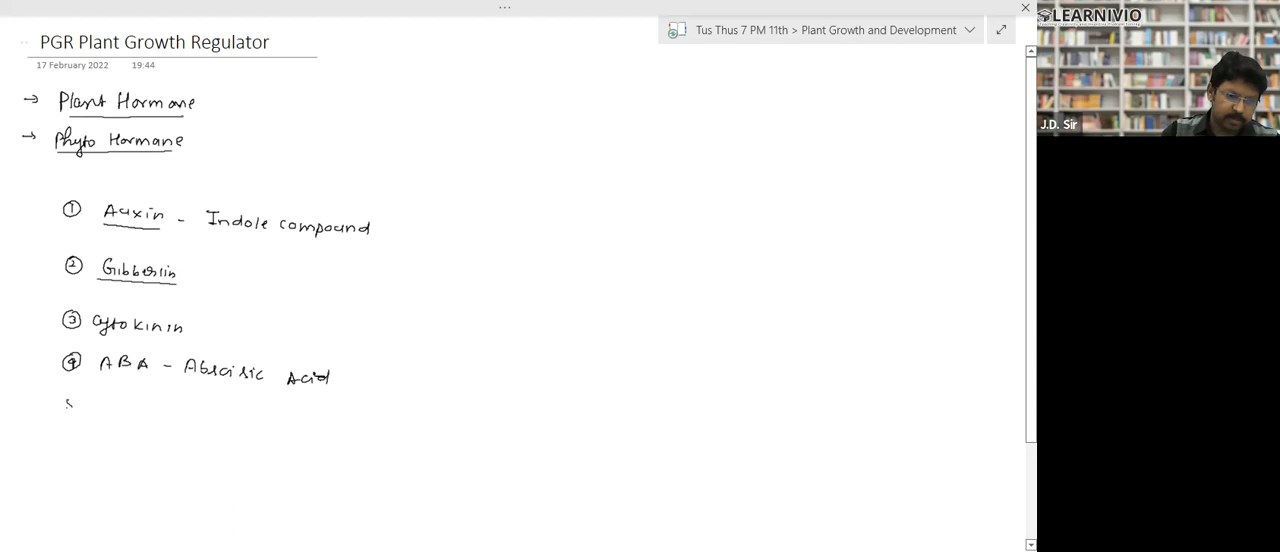 PGR Plant Growth Regulator
17 February 2022 19:44
Tus Thus 7 PM 11th > Plant Growth and Development
LEARNIVIO
J.D. Sir
→ Plant Hormone
→ Phyto Hormone
① Auxin - Indole compound
② Gibberlin
③ Cytokinin
④ ABA - Abscisic Acid